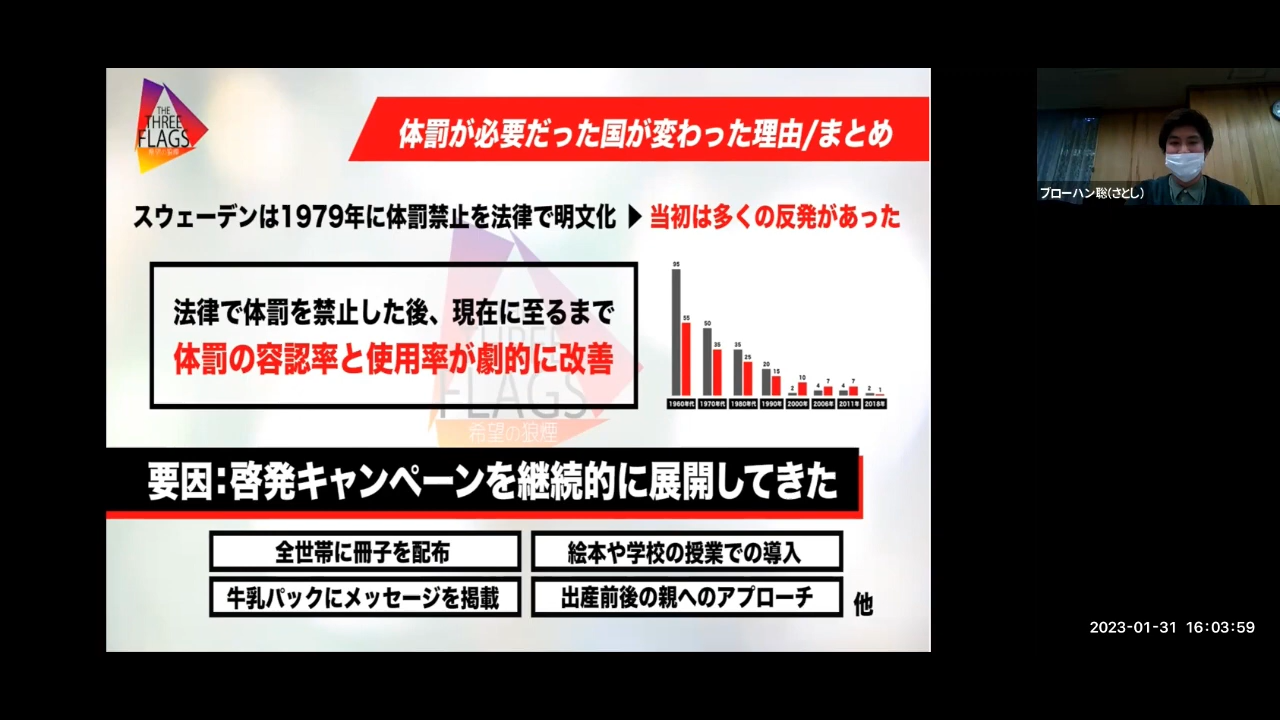 THE
THREE
FLAGS
希望の狼煙
体罰が必要だった国が変わった理由/まとめ
スウェーデンは1979年に体罰禁止を法律で明文化 ▶ 当初は多くの反発があった
法律で体罰を禁止した後、現在に至るまで
体罰の容認率と使用率が劇的に改善
95 55 50 35 35 25 20 15 2 10 4 7 4 7 2 1
1960年代 1970年代 1980年代 1990年 2000年 2006年 2011年 2018年
THREE
FLAGS
希望の狼煙
要因:啓発キャンペーンを継続的に展開してきた
全世帯に冊子を配布
絵本や学校の授業での導入
牛乳パックにメッセージを掲載
出産前後の親へのアプローチ
他
ブローハン聡(さとし)
2023-01-31 16:03:59